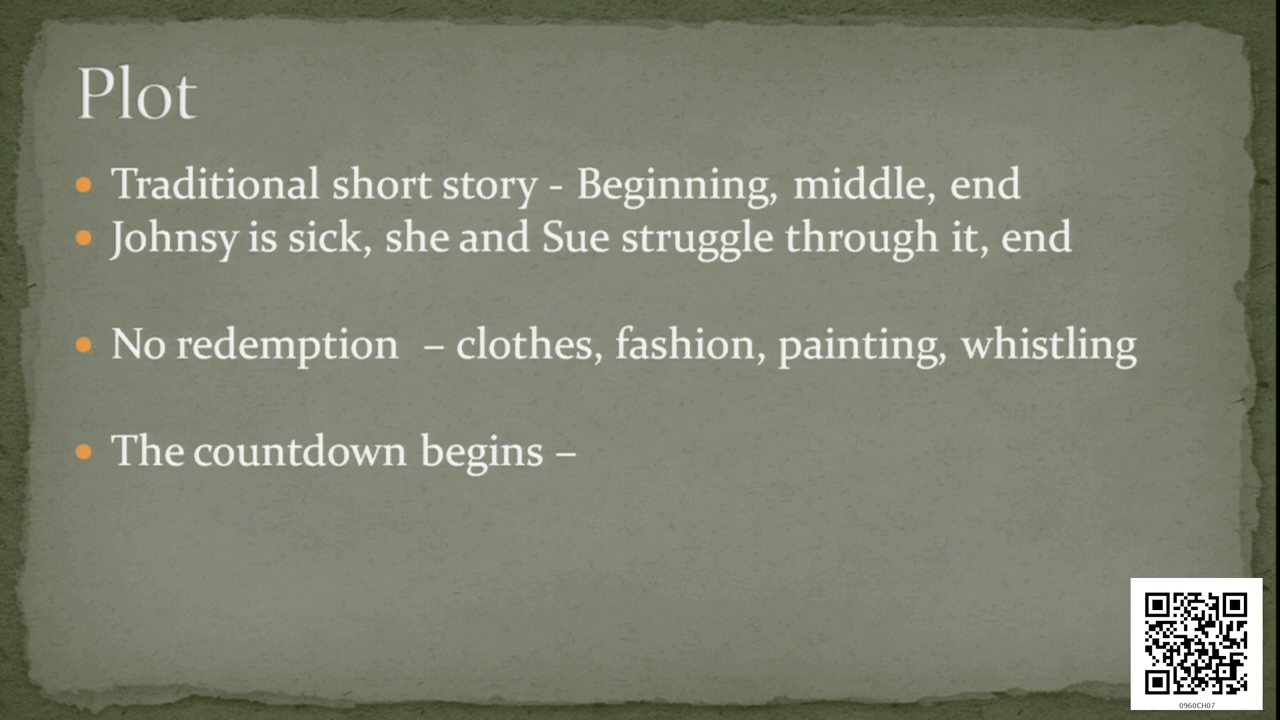 Plot
Traditional short story - Beginning, middle, end
Johnsy is sick, she and Sue struggle through it, end
No redemption – clothes, fashion, painting, whistling
The countdown begins –
0960CH07